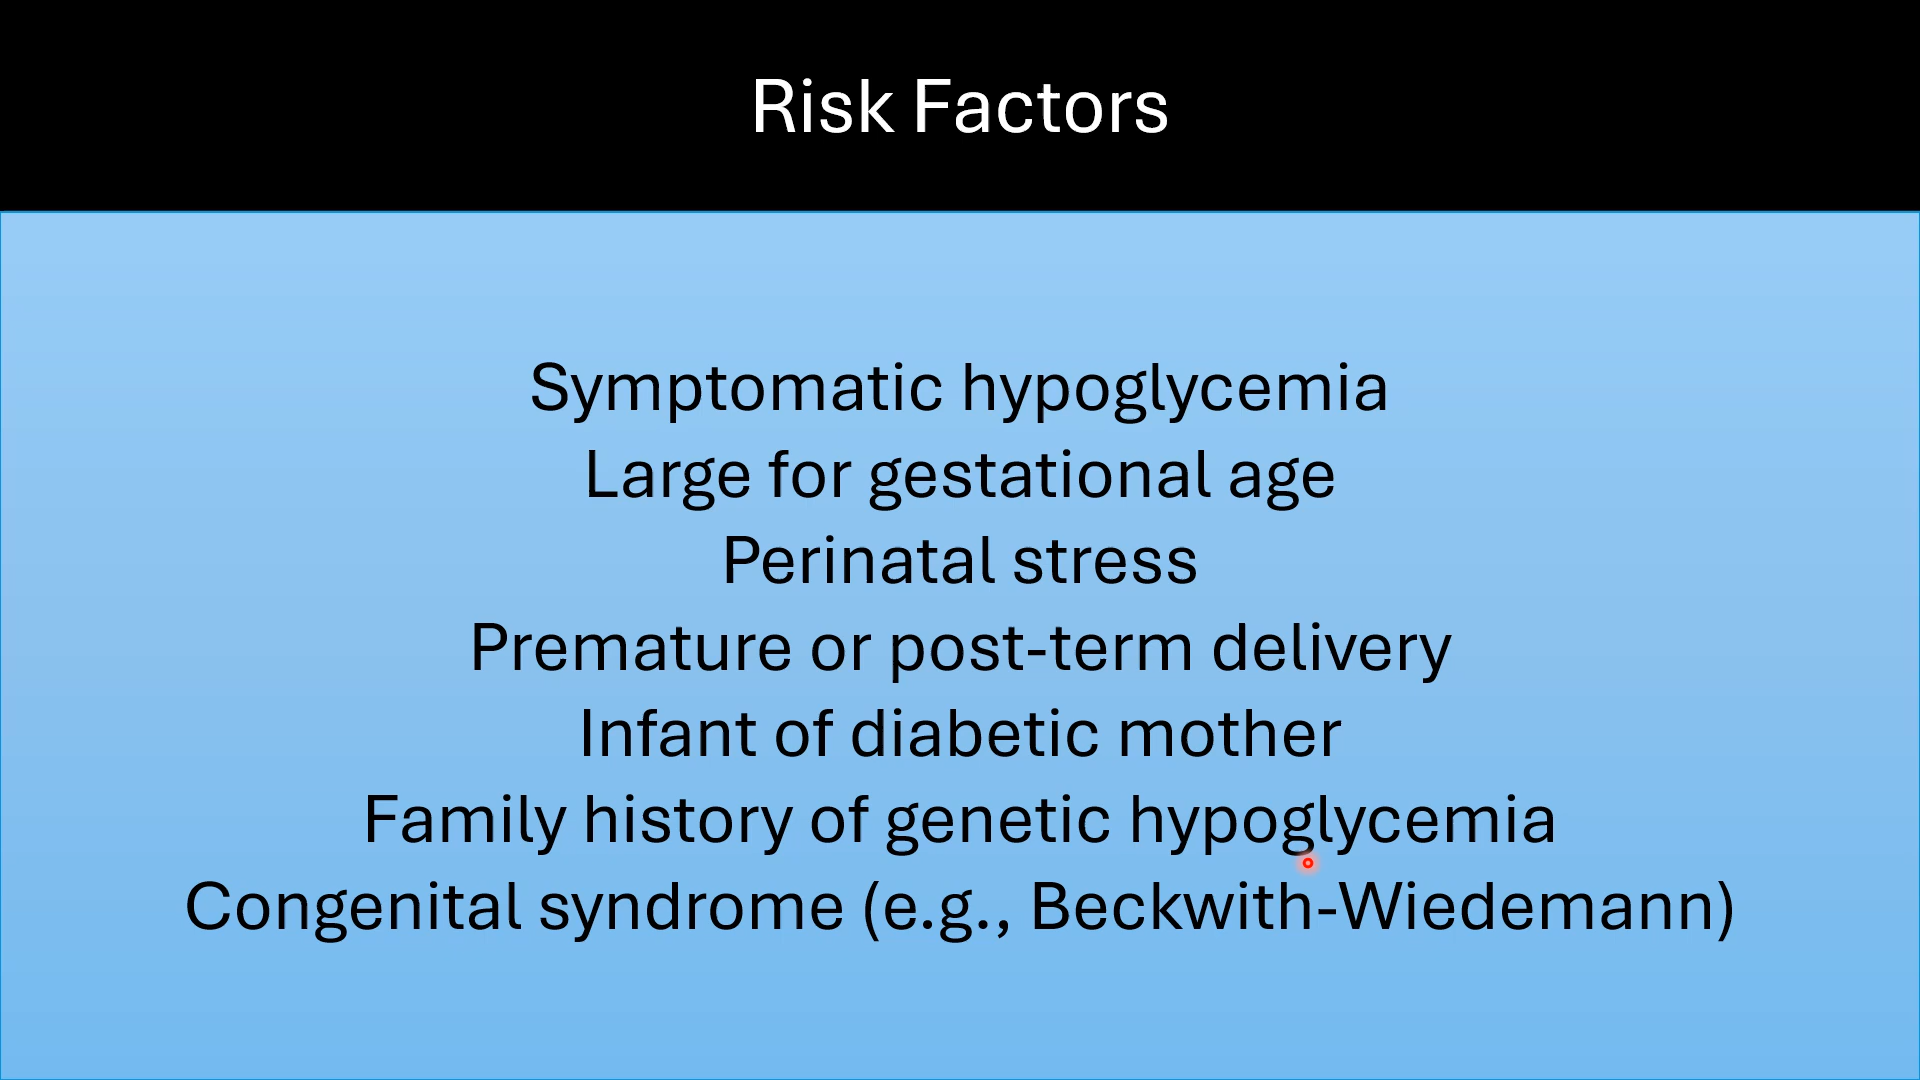 Risk Factors
Symptomatic hypoglycemia
Large for gestational age
Perinatal stress
Premature or post-term delivery
Infant of diabetic mother
Family history of genetic hypoglycemia
Congenital syndrome (e.g., Beckwith-Wiedemann)